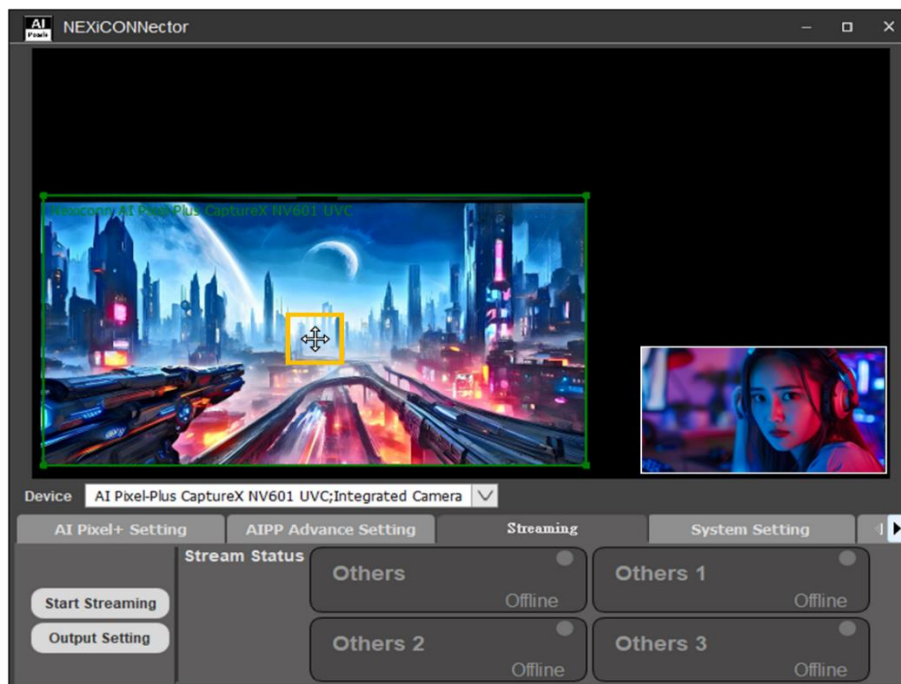 AI
Pixels
NEXiCONNector
Nexiconn AI Pixel-Plus CaptureX NV601 UVC
Device AI Pixel-Plus CaptureX NV601 UVC;Integrated Camera
AI Pixel+ Setting AIPP Advance Setting Streaming System Setting
Stream Status
Others
Offline
Others 1
Offline
Start Streaming
Output Setting
Others 2
Offline
Others 3
Offline